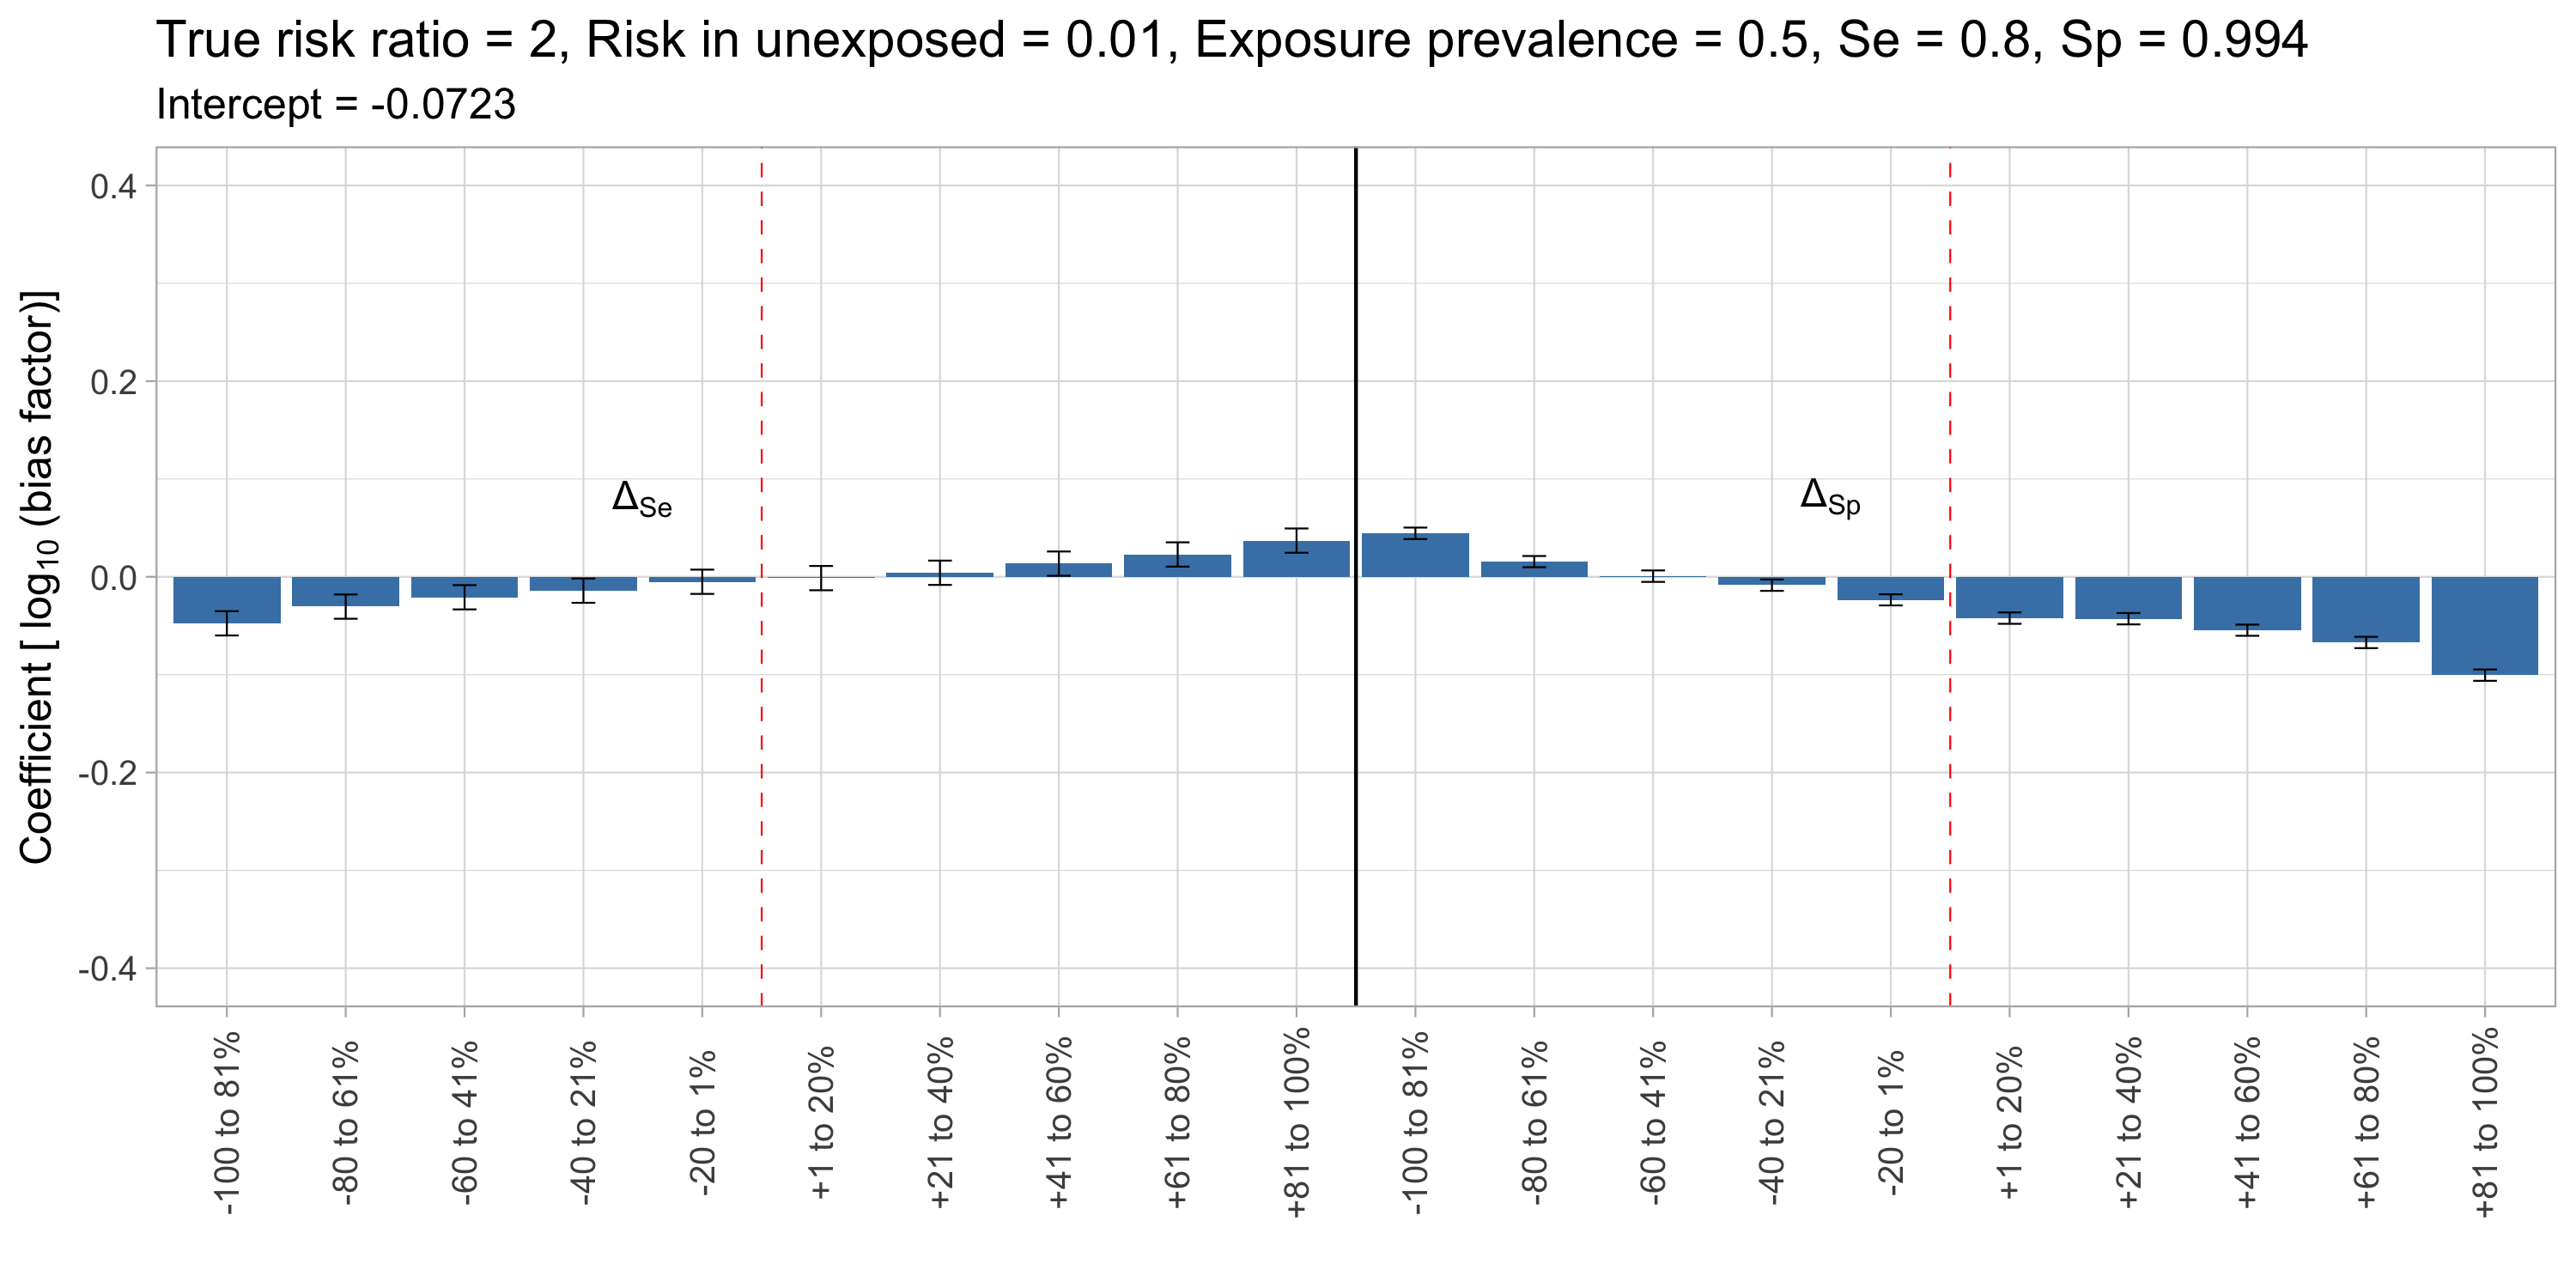 True risk ratio = 2, Risk in unexposed = 0.01, Exposure prevalence = 0.5, Se = 0.8, Sp = 0.994
Intercept = -0.0723
Coefficient [ log10 (bias factor)]
0.4
0.2
0.0
-0.2
-0.4
ΔSe
ΔSp
-100 to 81%
-80 to 61%
-60 to 41%
-40 to 21%
-20 to 1%
+1 to 20%
+21 to 40%
+41 to 60%
+61 to 80%
+81 to 100%
-100 to 81%
-80 to 61%
-60 to 41%
-40 to 21%
-20 to 1%
+1 to 20%
+21 to 40%
+41 to 60%
+61 to 80%
+81 to 100%